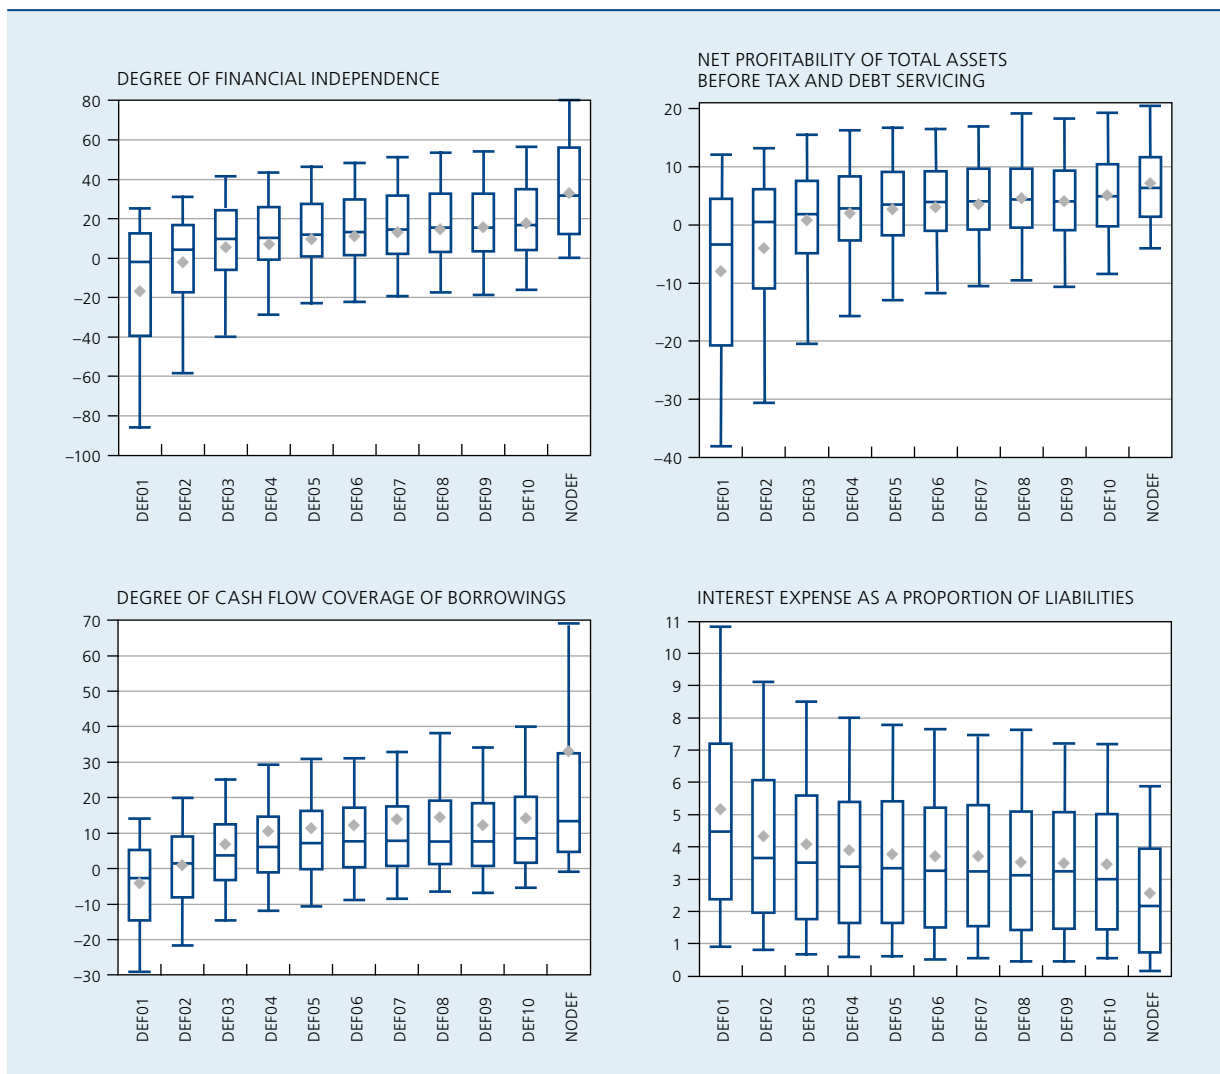 DEGREE OF FINANCIAL INDEPENDENCE
80
60
40
20
0
–20
–40
–60
–80
–100
DEF01
DEF02
DEF03
DEF04
DEF05
DEF06
DEF07
DEF08
DEF09
DEF10
NODEF
NET PROFITABILITY OF TOTAL ASSETS
BEFORE TAX AND DEBT SERVICING
20
10
0
–10
–20
–30
–40
DEF01
DEF02
DEF03
DEF04
DEF05
DEF06
DEF07
DEF08
DEF09
DEF10
NODEF
DEGREE OF CASH FLOW COVERAGE OF BORROWINGS
70
60
50
40
30
20
10
0
–10
–20
–30
DEF01
DEF02
DEF03
DEF04
DEF05
DEF06
DEF07
DEF08
DEF09
DEF10
NODEF
INTEREST EXPENSE AS A PROPORTION OF LIABILITIES
11
10
9
8
7
6
5
4
3
2
1
0
DEF01
DEF02
DEF03
DEF04
DEF05
DEF06
DEF07
DEF08
DEF09
DEF10
NODEF